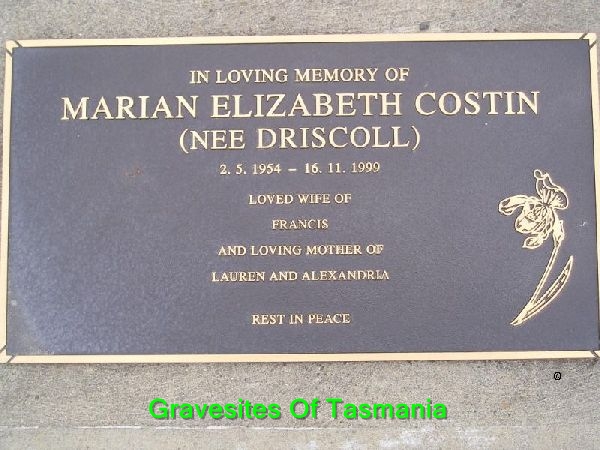 IN LOVING MEMORY OF
MARIAN ELIZABETH COSTIN
(NEE DRISCOLL)
2. 5. 1954 – 16. 11. 1999
LOVED WIFE OF
FRANCIS
AND LOVING MOTHER OF
LAUREN AND ALEXANDRIA
REST IN PEACE
©
Gravesites Of Tasmania